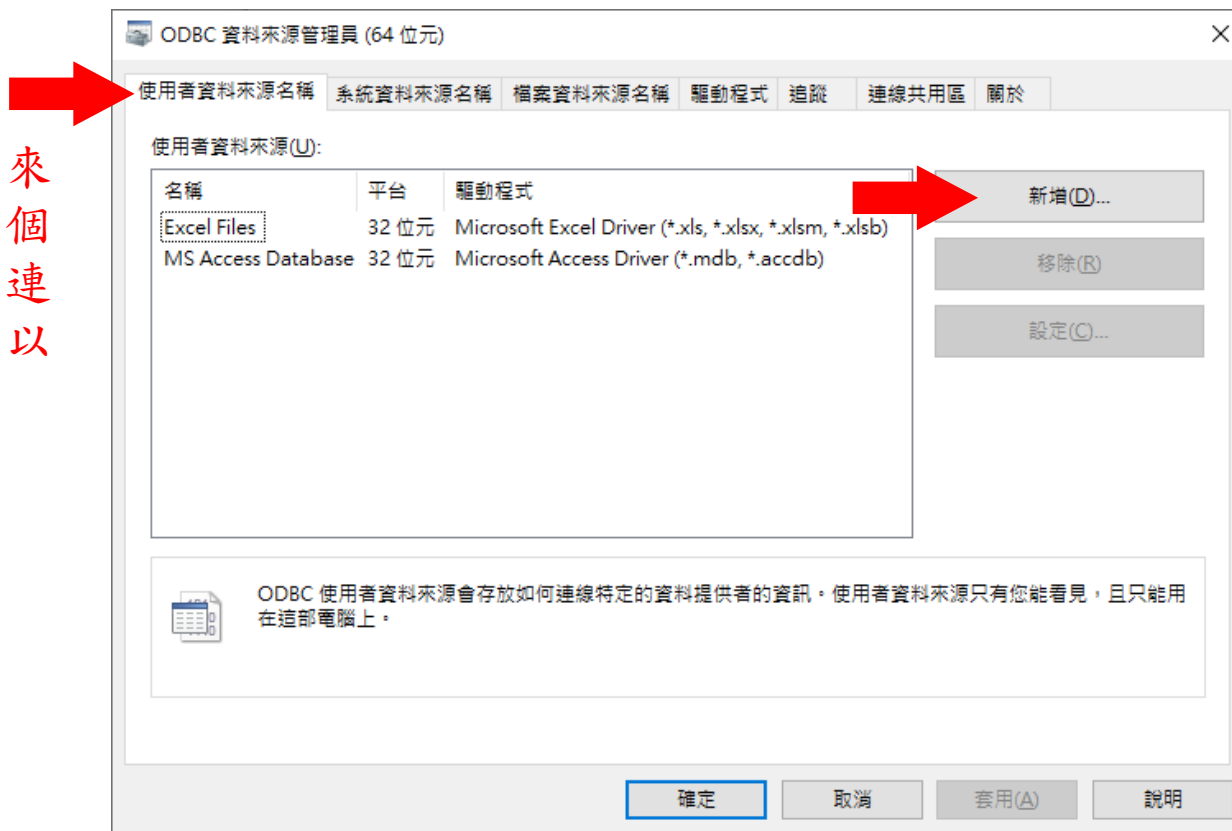 ODBC 資料來源管理員 (64 位元)
使用者資料來源名稱 系統資料來源名稱 檔案資料來源名稱 驅動程式 追蹤 連線共用區 關於
來
個
連
以
使用者資料來源(U):
名稱 平台 驅動程式
Excel Files 32 位元 Microsoft Excel Driver (*.xls, *.xlsx, *.xlsm, *.xlsb)
MS Access Database 32 位元 Microsoft Access Driver (*.mdb, *.accdb)
新增(D)...
移除(R)
設定(C)...
ODBC 使用者資料來源會存放如何連線特定的資料提供者的資訊。使用者資料來源只有您能看見，且只能用
在這部電腦上。
確定 取消 套用(A) 說明